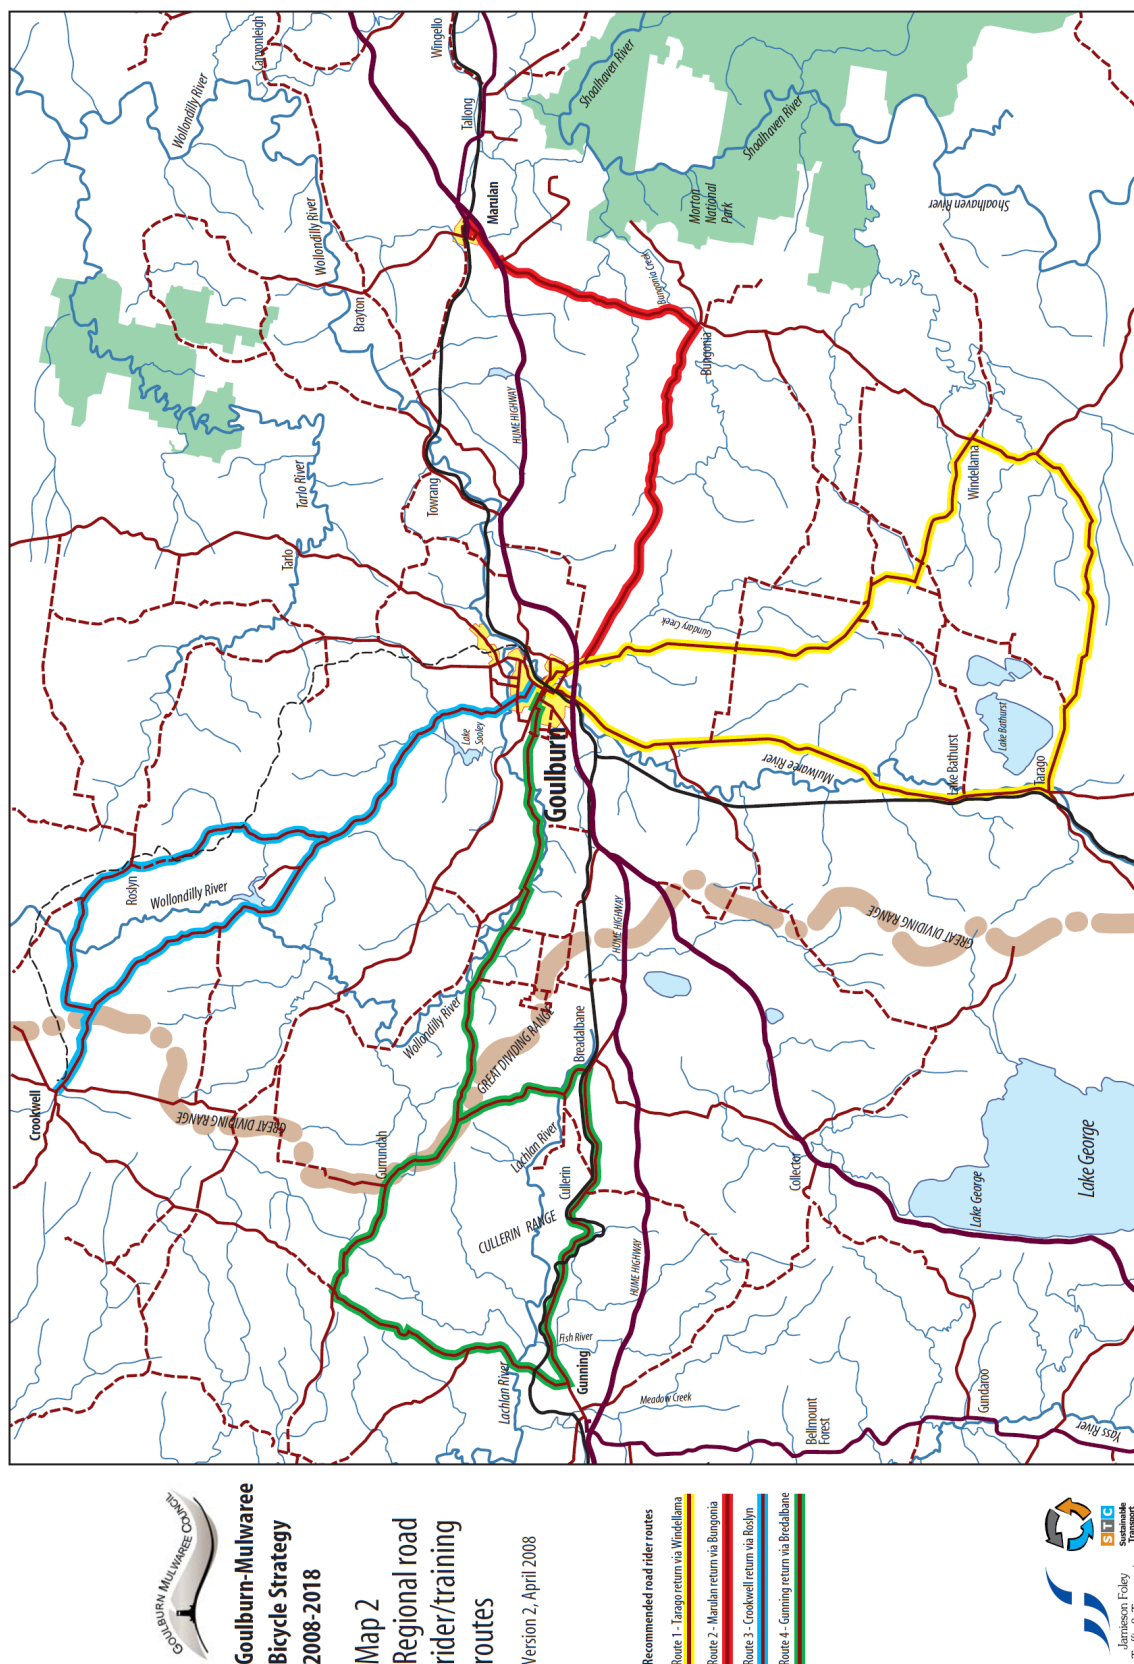 GOULBURN MULWAREE COUNCIL
Goulburn-Mulwaree
Bicycle Strategy
2008-2018
Map 2
Regional road
rider/training
routes
Version 2, April 2008
Recommended road rider routes
Route 1 - Tarago return via Windellama
Route 2 - Marulan return via Bungonia
Route 3 - Crookwell return via Roslyn
Route 4 - Gunning return via Bredalbane
Jamieson Foley
STC
Sustainable
Transport
Crookwell
Roslyn
Wollondilly River
GREAT DIVIDING RANGE
Gurrundah
Wollondilly River
GREAT DIVIDING RANGE
Lachlan River
CULLERIN RANGE
Cullerin
Breadalbane
Lachlan River
Fish River
Gunning
HUME HIGHWAY
Meadow Creek
Bellmount
Forest
Gundaroo
Yass River
Collector
Lake George
Lake George
HUME HIGHWAY
GREAT DIVIDING RANGE
Goulburn
Lake
Sooley
Mulwaree River
Lake Bathurst
Lake Bathurst
Tarago
Gundary Creek
Windellama
Tarlo
Tarlo River
Towrang
HUME HIGHWAY
Brayton
Wollondilly River
Wollondilly River
Canyonleigh
Wingello
Tallong
Marulan
Bungonia
Bungonia Creek
Morton
National
Park
Shoalhaven River
Shoalhaven River
Shoalhaven River